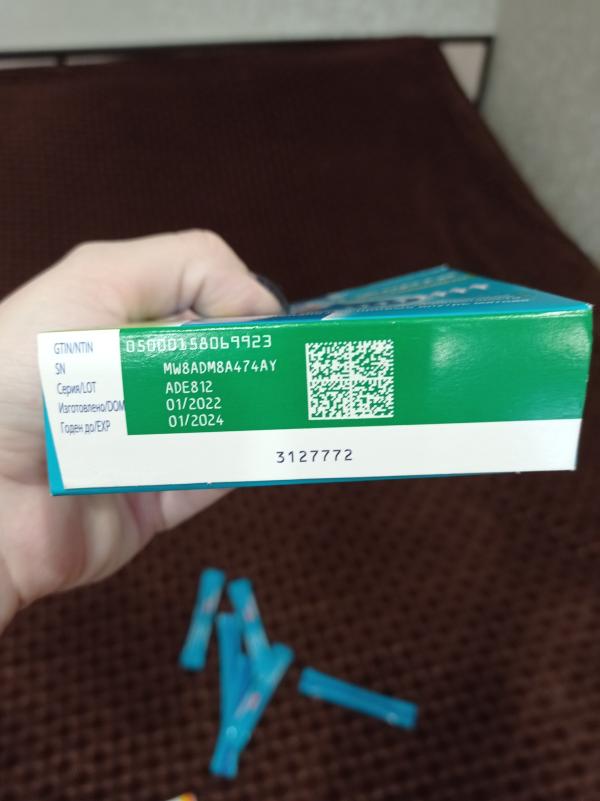 GTIN/NTIN 05000158069923
SN MW8ADM8A474AY
Серия/LOT ADE812
Изготовлено/DOM 01/2022
Годен до/EXP 01/2024
3127772